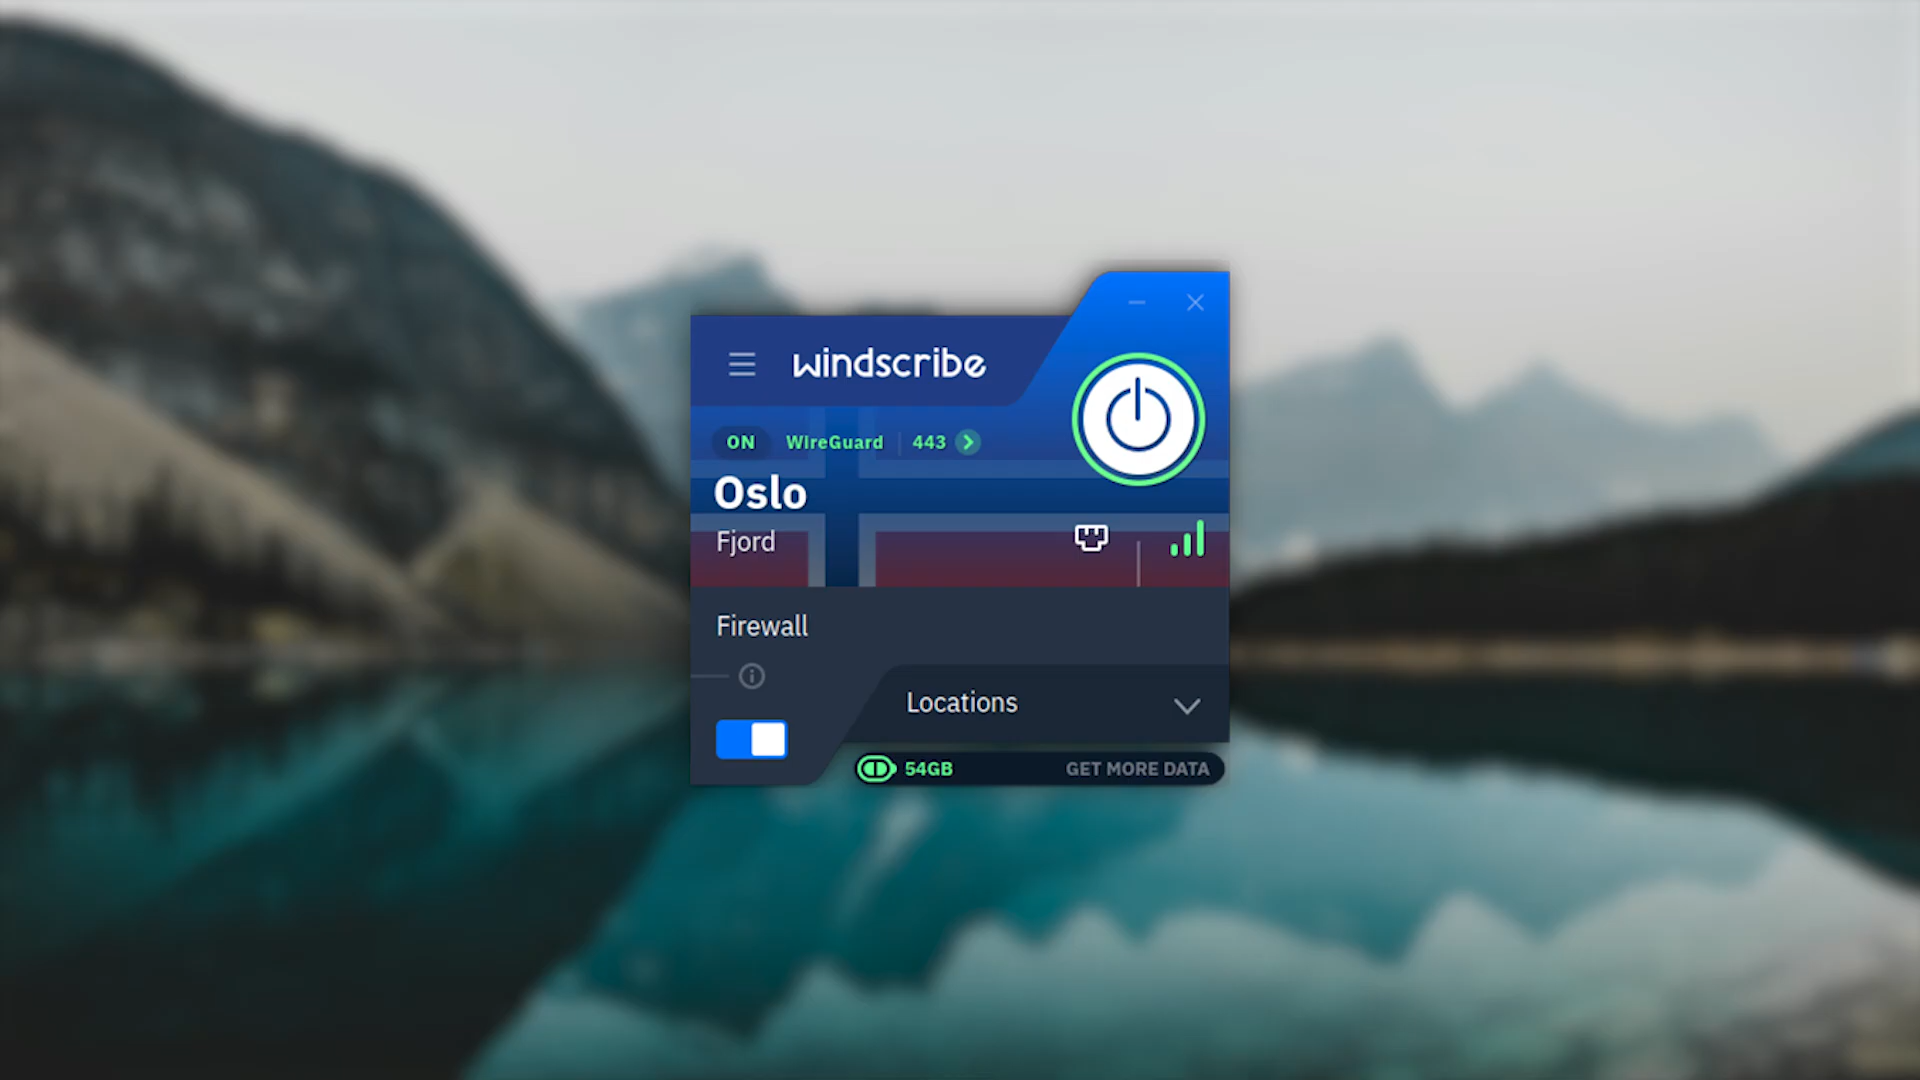 windscribe
ON WireGuard 443
Oslo
Fjord
Firewall
Locations
54GB GET MORE DATA